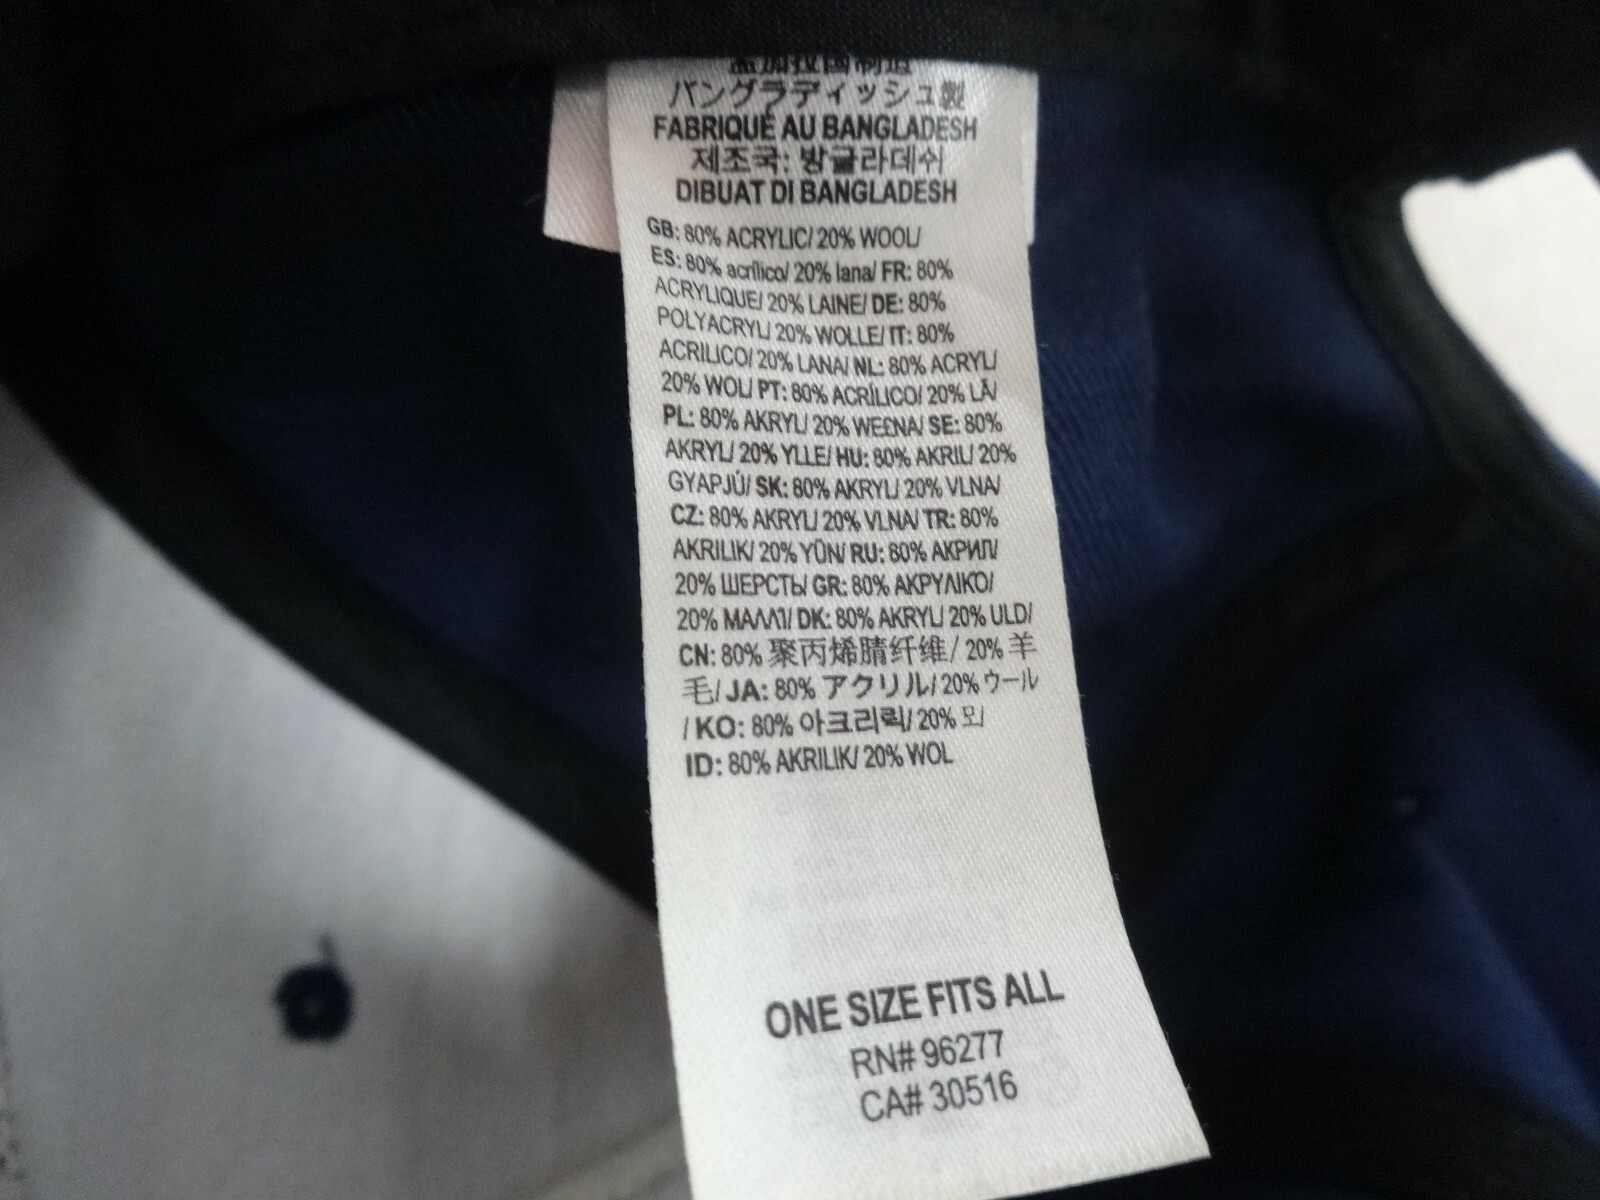 孟加拉国制造
バングラディッシュ製
FABRIQUÉ AU BANGLADESH
제조국: 방글라데쉬
DIBUAT DI BANGLADESH
GB: 80% ACRYLIC/ 20% WOOL/
ES: 80% acrílico/ 20% lana/ FR: 80%
ACRYLIQUE/ 20% LAINE/ DE: 80%
POLYACRYL/ 20% WOLLE/ IT: 80%
ACRILICO/ 20% LANA/ NL: 80% ACRYL/
20% WOL/ PT: 80% ACRÍLICO/ 20% LÃ/
PL: 80% AKRYL/ 20% WEŁNA/ SE: 80%
AKRYL/ 20% YLLE/ HU: 80% AKRIL/ 20%
GYAPJÚ/ SK: 80% AKRYL/ 20% VLNA/
CZ: 80% AKRYL/ 20% VLNA/ TR: 80%
AKRILIK/ 20% YÜN/ RU: 80% АКРИЛ/
20% ШЕРСТЬ/ GR: 80% ΑΚΡΥΛΙΚΟ/
20% ΜΑΛΛΙ/ DK: 80% AKRYL/ 20% ULD/
CN: 80% 聚丙烯腈纤维/ 20% 羊
毛/ JA: 80% アクリル/ 20% ウール
/ KO: 80% 아크리릭/ 20% 모/
ID: 80% AKRILIK/ 20% WOL
ONE SIZE FITS ALL
RN# 96277
CA# 30516